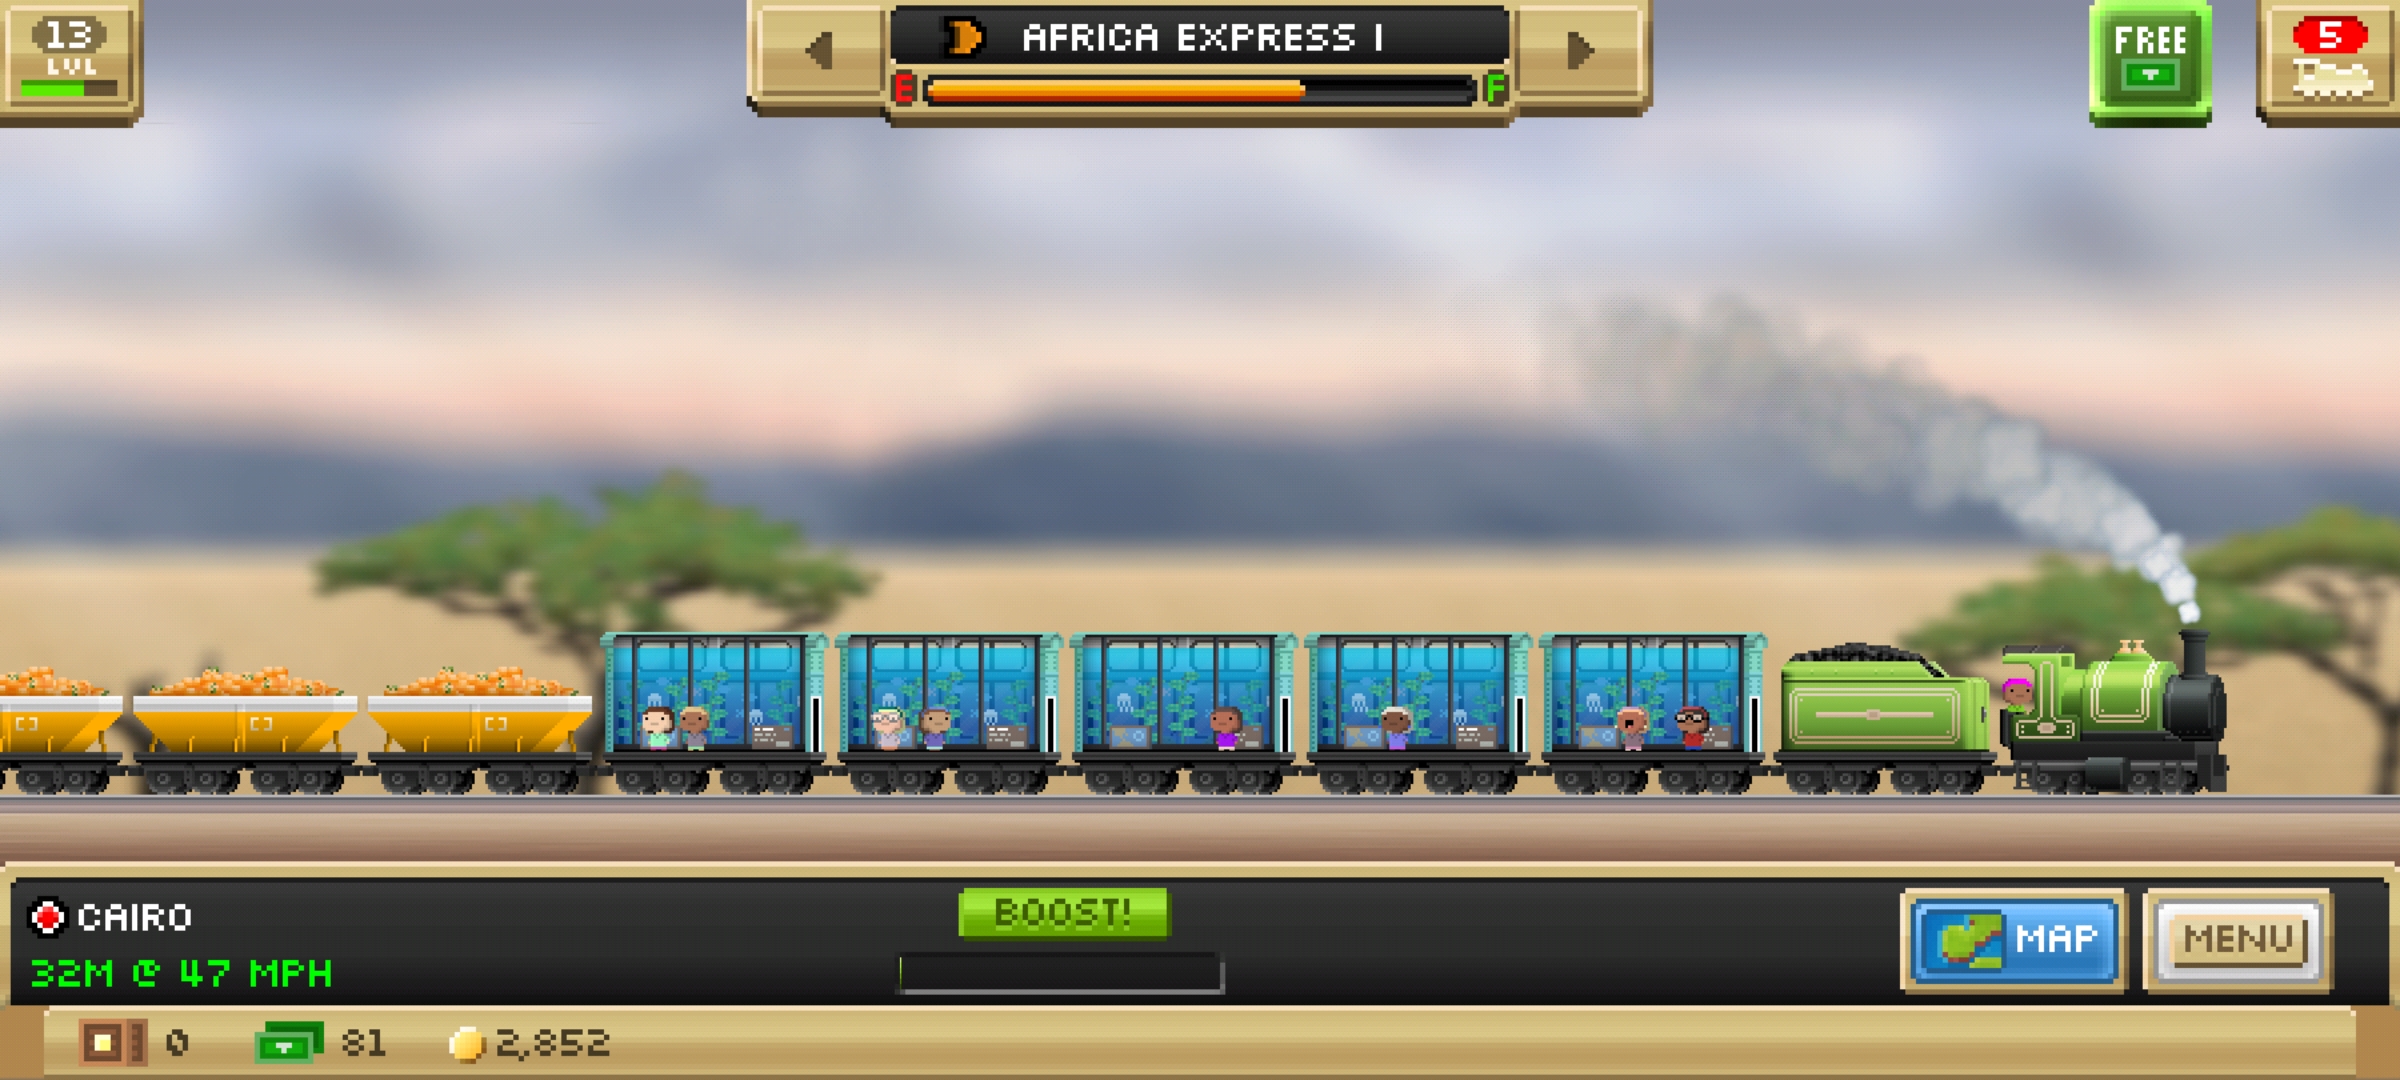 13
LVL
AFRICA EXPRESS I
E F
FREE
5
CAIRO
32M @ 47 MPH
BOOST!
MAP
MENU
0
81
2,852